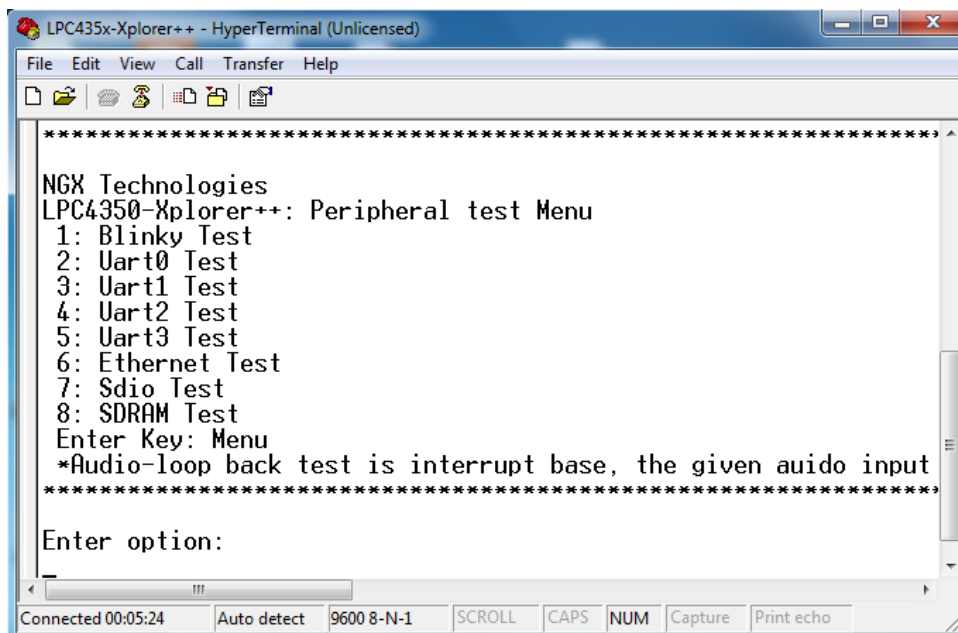 LPC435x-Xplorer++ - HyperTerminal (Unlicensed)
File Edit View Call Transfer Help
*****************************************************************
NGX Technologies
LPC4350-Xplorer++: Peripheral test Menu
1: Blinky Test
2: Uart0 Test
3: Uart1 Test
4: Uart2 Test
5: Uart3 Test
6: Ethernet Test
7: Sdio Test
8: SDRAM Test
Enter Key: Menu
*Audio-loop back test is interrupt base, the given auido input
*****************************************************************
Enter option:
Connected 00:05:24 Auto detect 9600 8-N-1 SCROLL CAPS NUM Capture Print echo